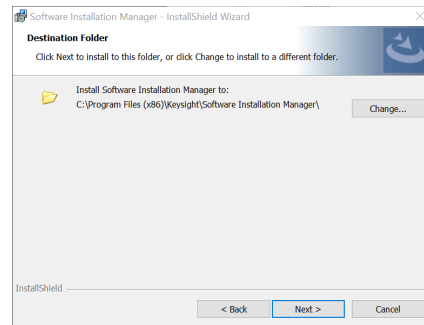 Software Installation Manager - InstallShield Wizard
Destination Folder
Click Next to install to this folder, or click Change to install to a different folder.
Install Software Installation Manager to:
C:\Program Files (x86)\Keysight\Software Installation Manager\
Change...
InstallShield
< Back
Next >
Cancel